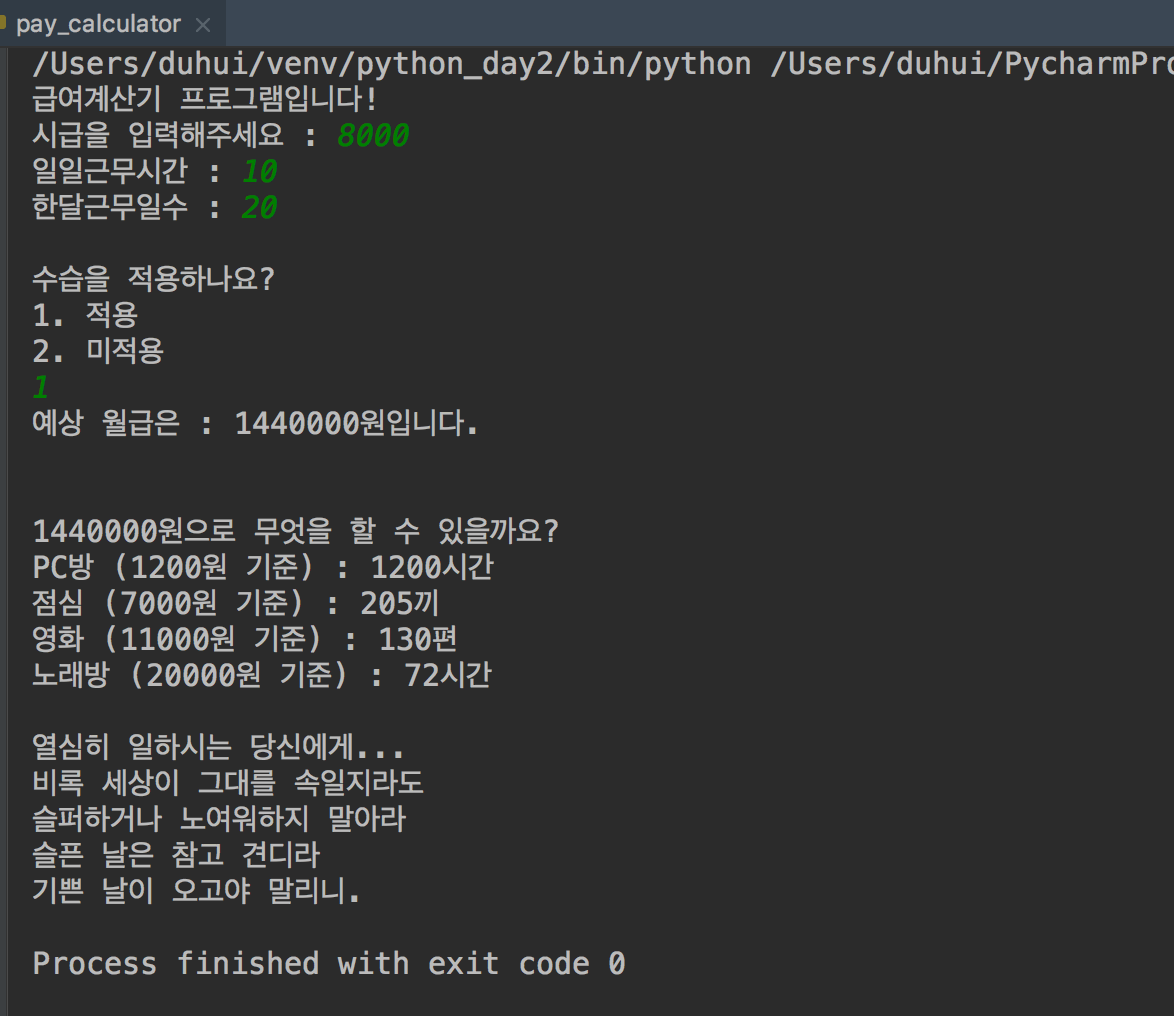 pay_calculator
/Users/duhui/venv/python_day2/bin/python /Users/duhui/PycharmPro
급여계산기 프로그램입니다!
시급을 입력해주세요 : 8000
일일근무시간 : 10
한달근무일수 : 20
수습을 적용하나요?
1. 적용
2. 미적용
1
예상 월급은 : 1440000원입니다.
1440000원으로 무엇을 할 수 있을까요?
PC방 (1200원 기준) : 1200시간
점심 (7000원 기준) : 205끼
영화 (11000원 기준) : 130편
노래방 (20000원 기준) : 72시간
열심히 일하시는 당신에게...
비록 세상이 그대를 속일지라도
슬퍼하거나 노여워하지 말아라
슬픈 날은 참고 견디라
기쁜 날이 오고야 말리니.
Process finished with exit code 0